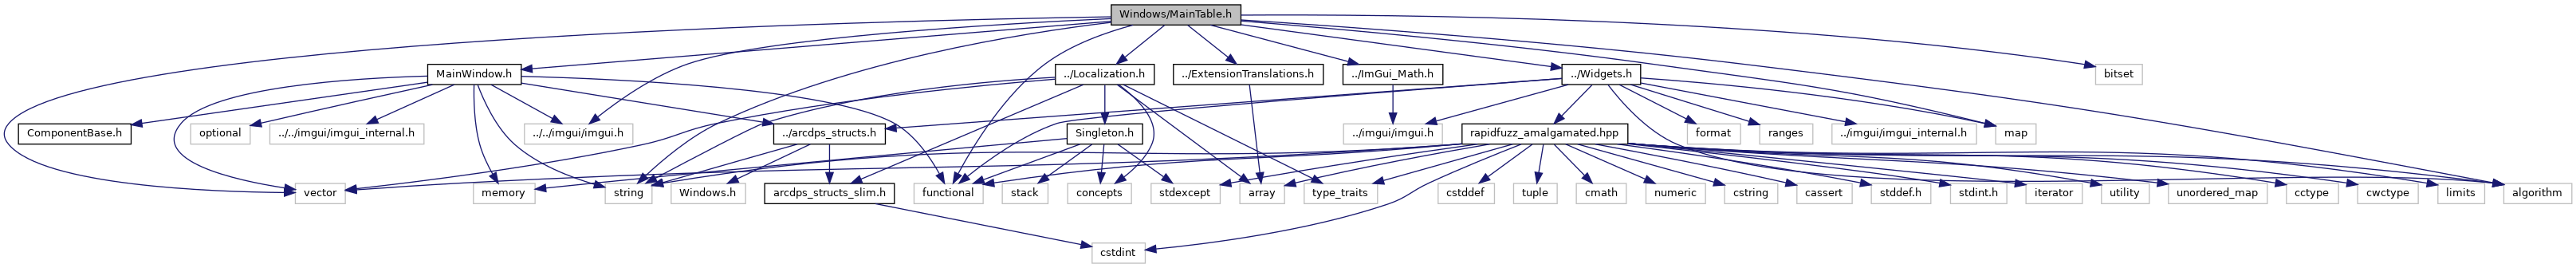 Windows/MainTable.h
MainWindow.h
../Localization.h
../ExtensionTranslations.h
../ImGui_Math.h
../Widgets.h
bitset
ComponentBase.h
optional
../../imgui/imgui_internal.h
../../imgui/imgui.h
../arcdps_structs.h
Singleton.h
../imgui/imgui.h
rapidfuzz_amalgamated.hpp
format
ranges
../imgui/imgui_internal.h
map
vector
memory
string
Windows.h
arcdps_structs_slim.h
functional
stack
concepts
stdexcept
array
type_traits
cstddef
tuple
cmath
numeric
cstring
cassert
stddef.h
stdint.h
iterator
utility
unordered_map
cctype
cwctype
limits
algorithm
cstdint